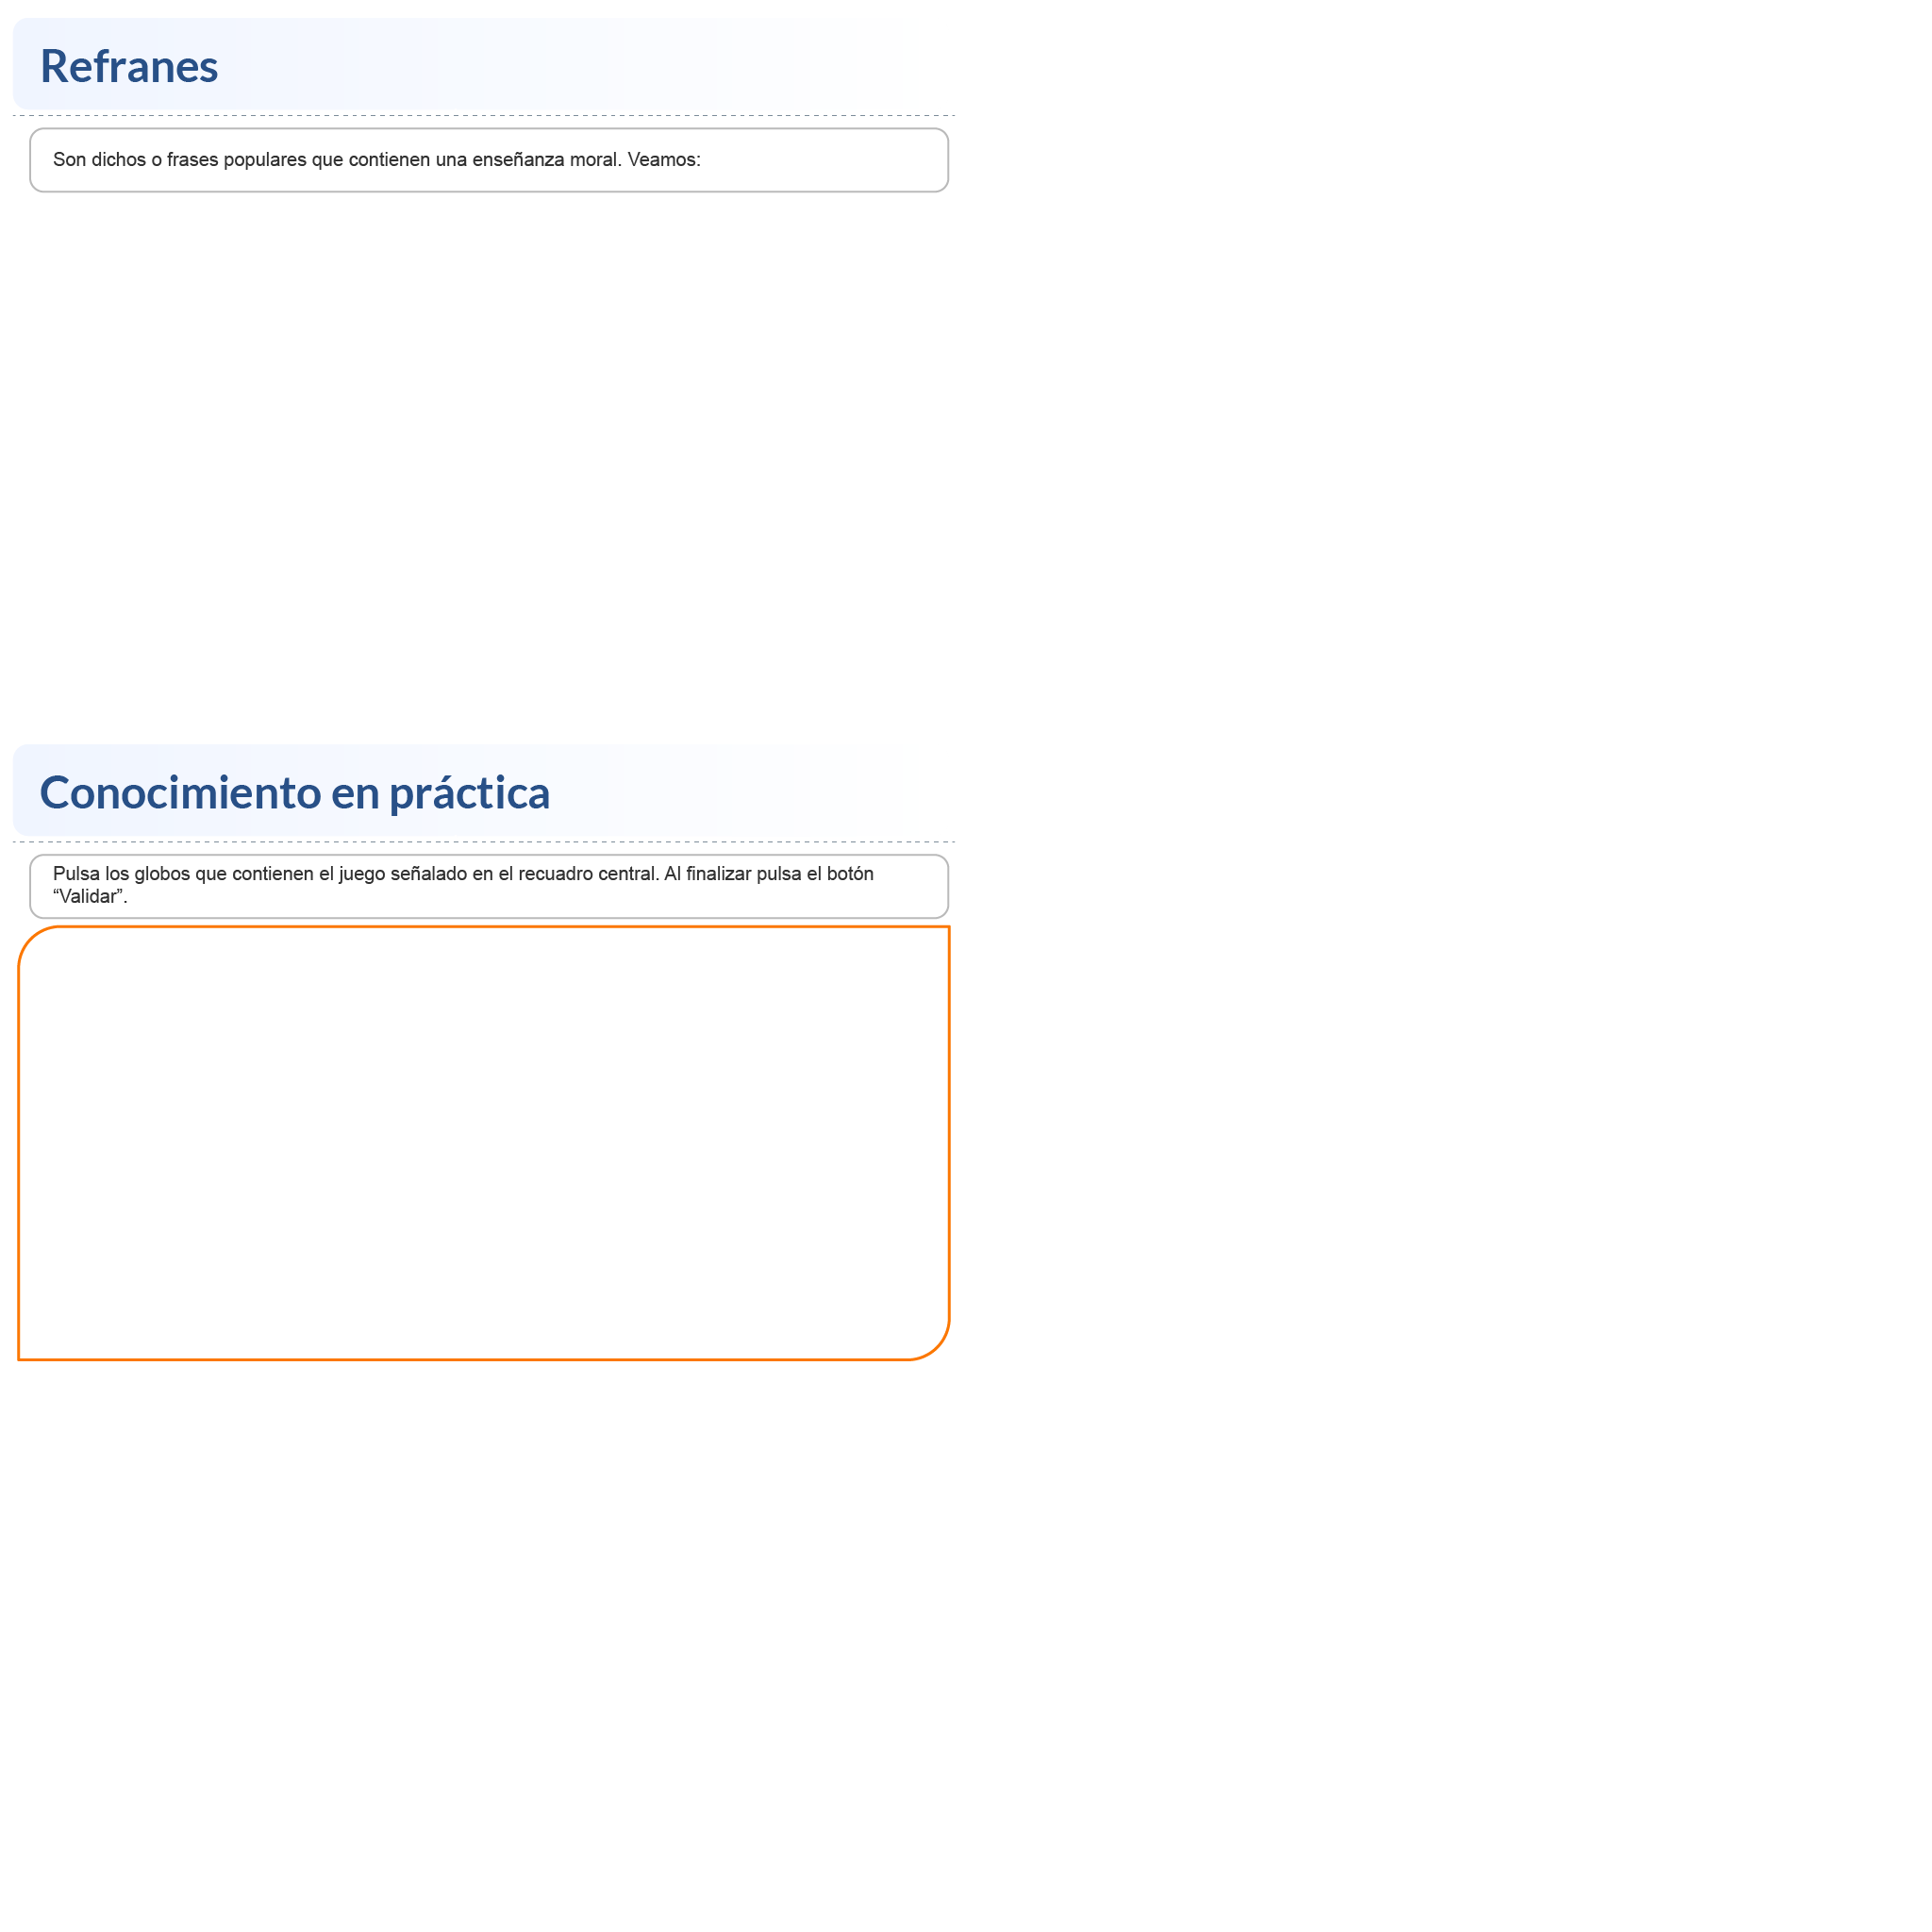 Refranes
Son dichos o frases populares que contienen una enseñanza moral. Veamos:
Conocimiento en práctica
Pulsa los globos que contienen el juego señalado en el recuadro central. Al finalizar pulsa el botón
“Validar”.